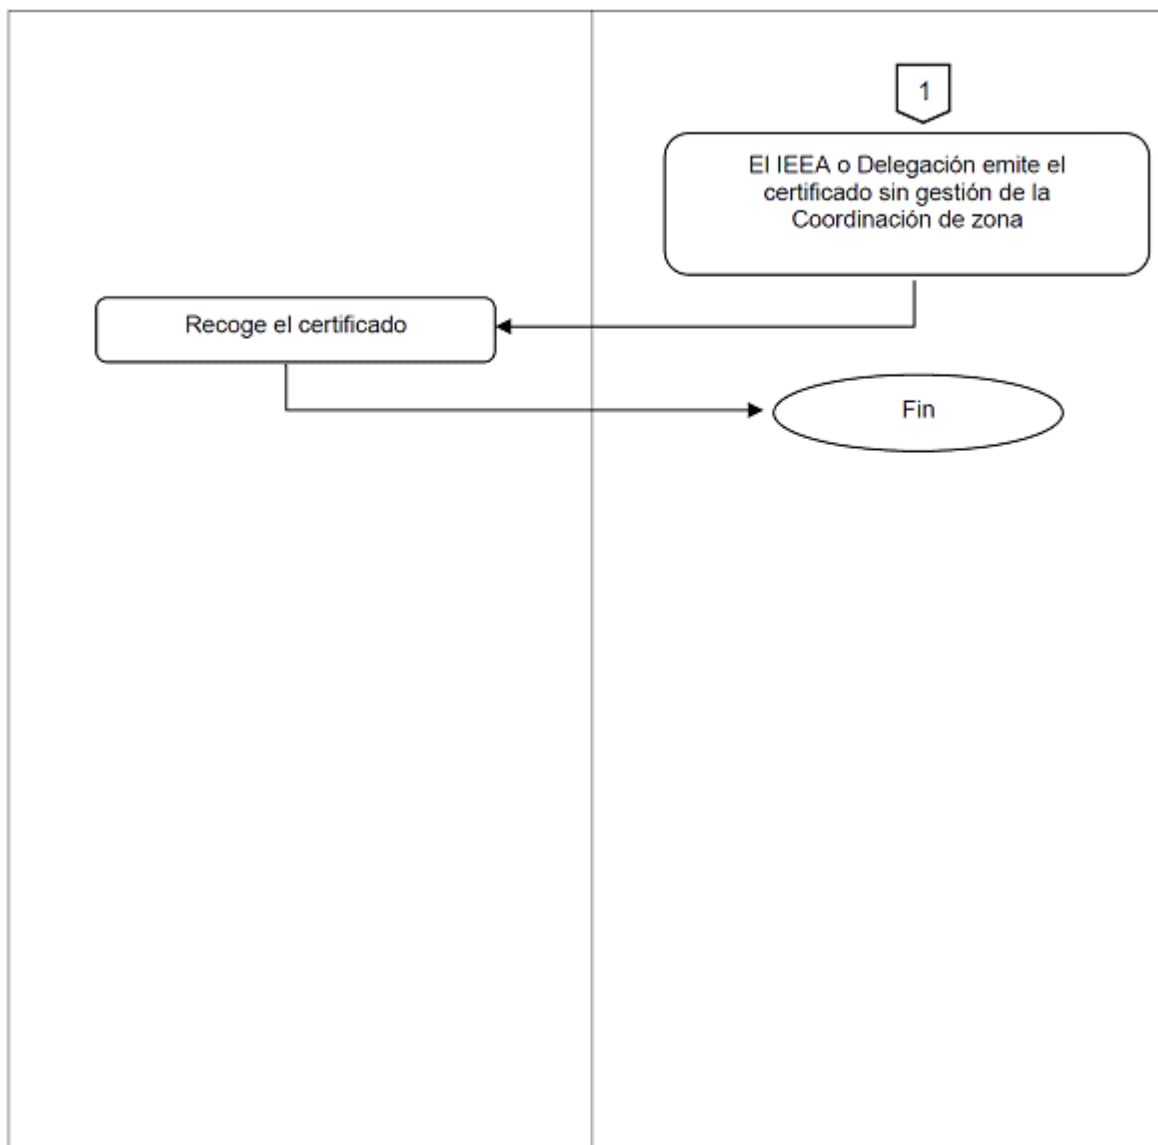 1
El IEEA o Delegación emite el
certificado sin gestión de la
Coordinación de zona
Recoge el certificado
Fin